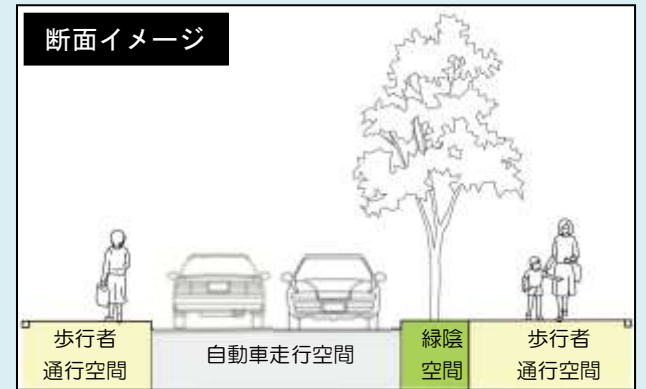 断面イメージ
歩行者
通行空間
自動車走行空間
緑陰
空間
歩行者
通行空間